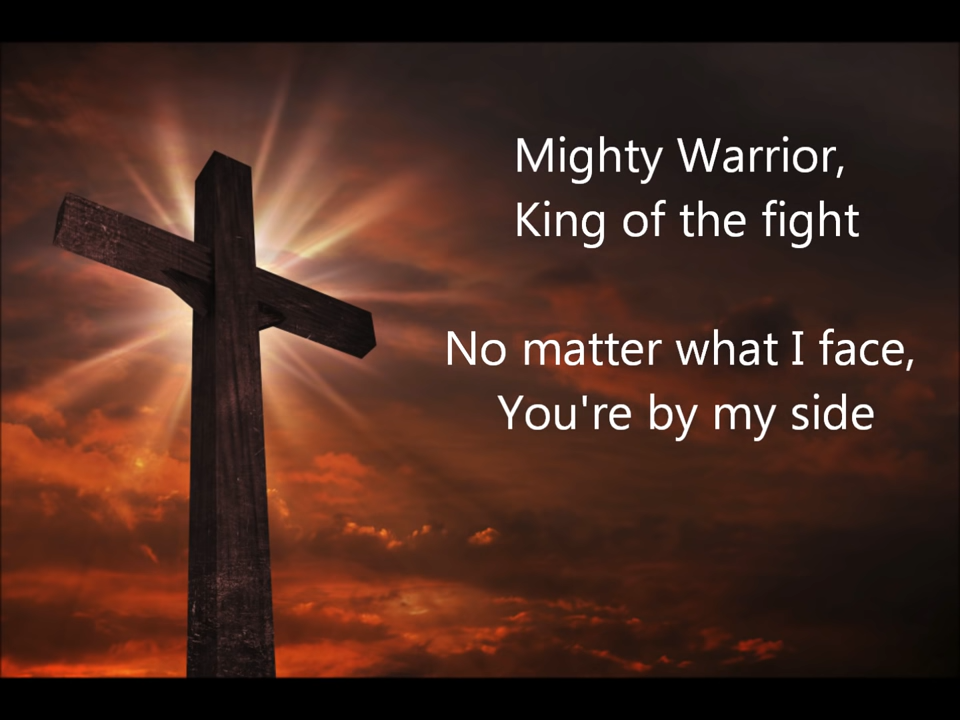 Mighty Warrior,
King of the fight
No matter what I face,
You're by my side